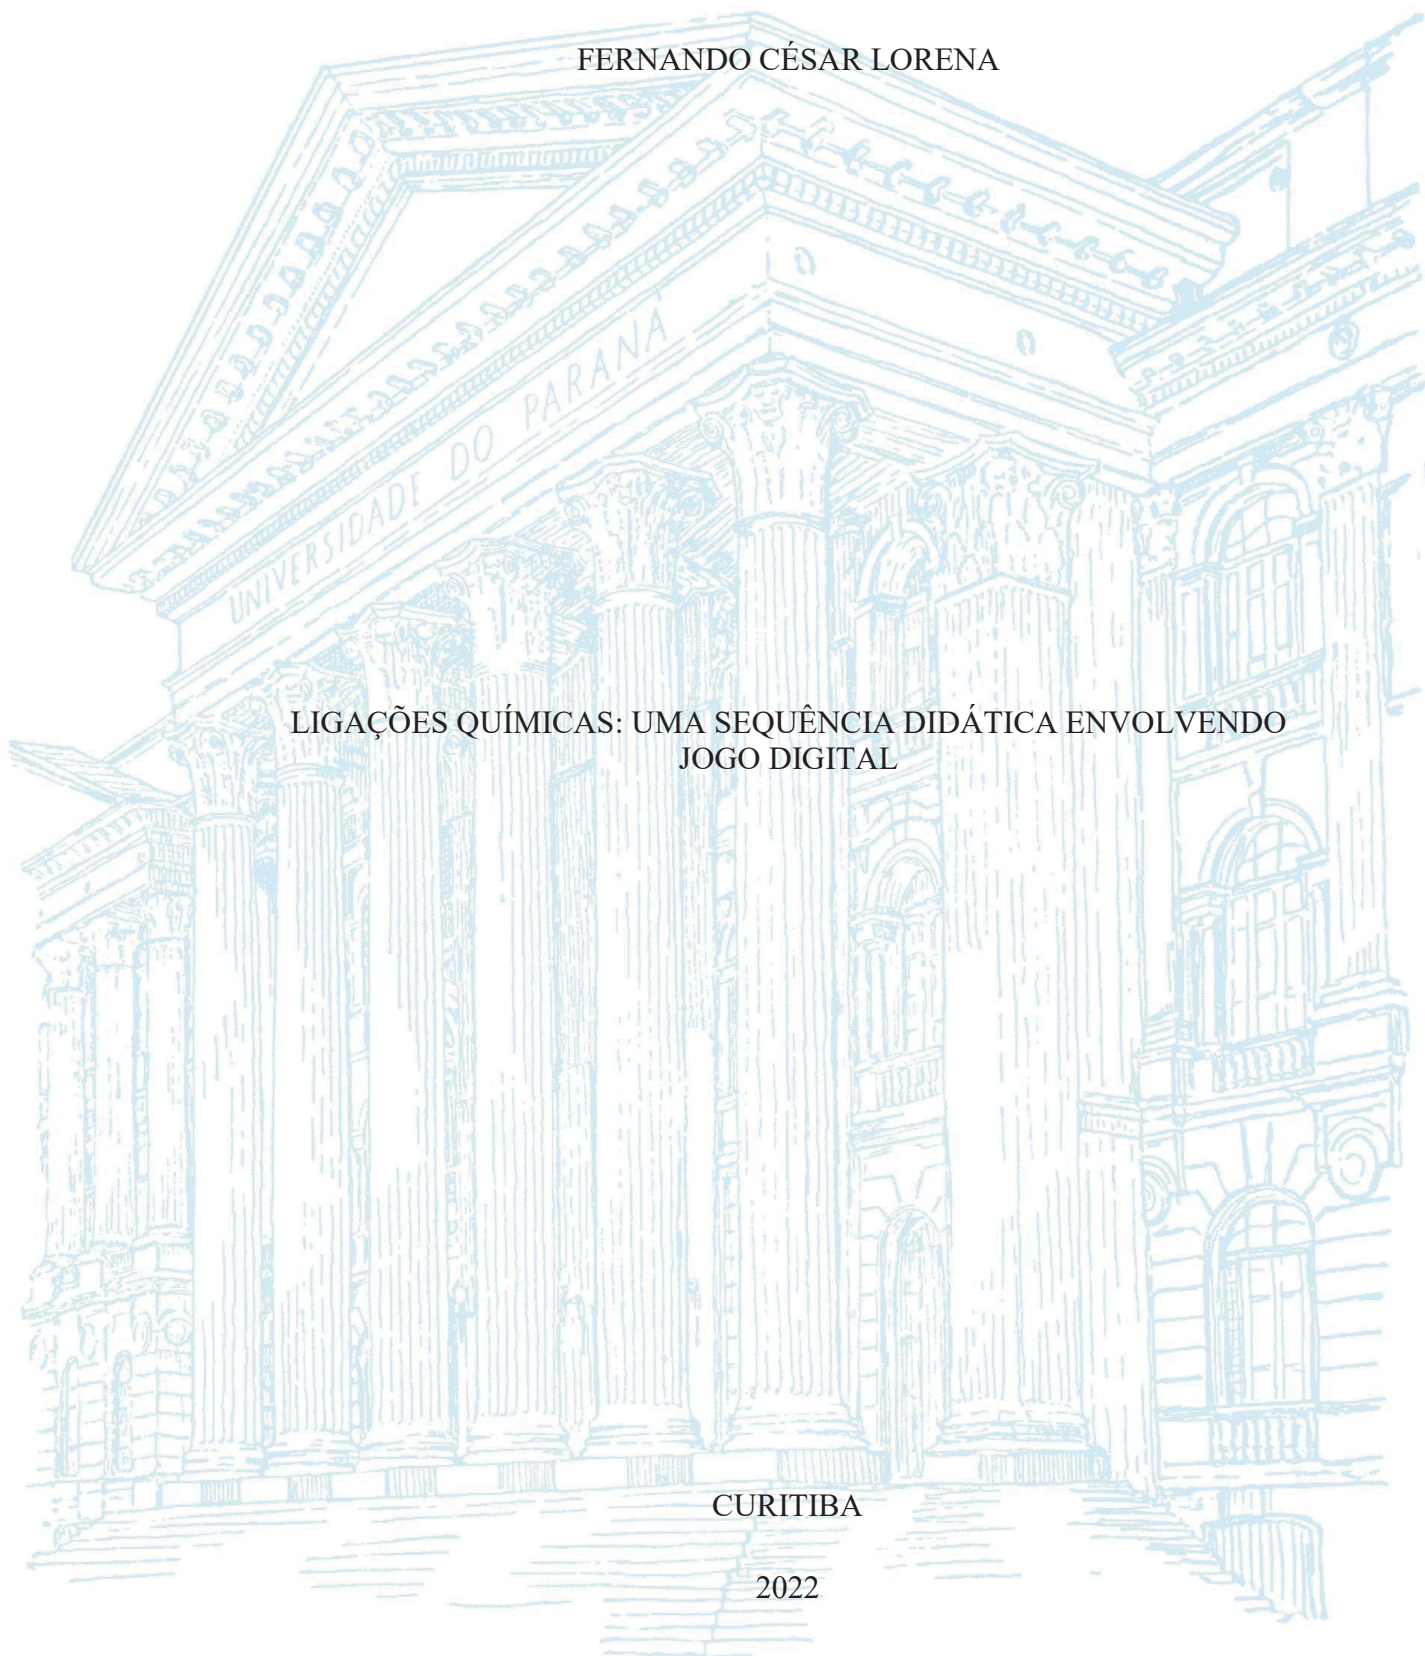 FERNANDO CÉSAR LORENA
UNIVERSIDADE DO PARANÁ
LIGAÇÕES QUÍMICAS: UMA SEQUÊNCIA DIDÁTICA ENVOLVENDO
JOGO DIGITAL
CURITIBA
2022